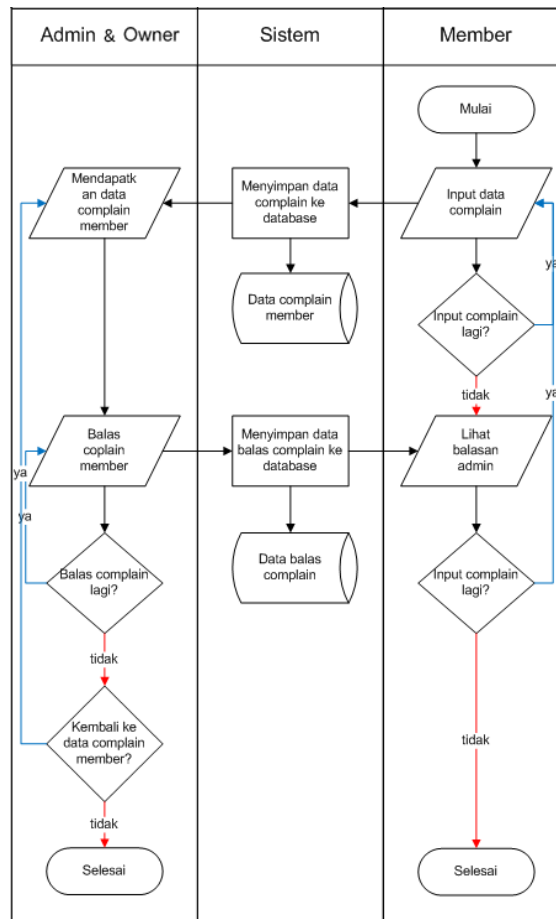 Admin & Owner
Sistem
Member
Mulai
Mendapatk
an data
complain
member
Menyimpan data
complain ke
database
Input data
complain
ya
Data complain
member
Input complain
lagi?
tidak
ya
Balas
coplain
member
Menyimpan data
balas complain ke
database
Lihat
balasan
admin
ya
ya
Balas complain
lagi?
Data balas
complain
Input complain
lagi?
tidak
Kembali ke
data complain
member?
tidak
tidak
Selesai
Selesai